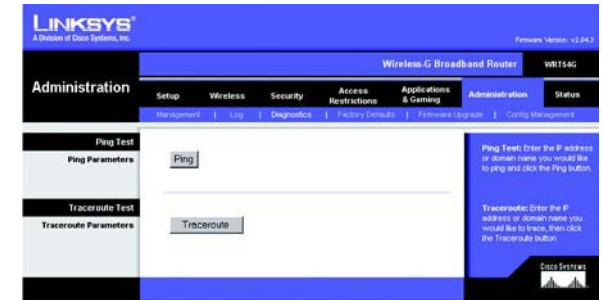 LINKSYS®
A Division of Cisco Systems, Inc.
Firmware Version: v2.04.3
Wireless-G Broadband Router WRT54G
Administration
Setup Wireless Security Access Restrictions Applications & Gaming Administration Status
Management | Log | Diagnostics | Factory Defaults | Firmware Upgrade | Config Management
Ping Test
Ping Parameters
Ping
Ping Test: Enter the IP address
or domain name you would like
to ping and click the Ping button.
Traceroute Test
Traceroute Parameters
Traceroute
Traceroute: Enter the IP
address or domain name you
would like to trace, then click
the Traceroute button.
CISCO SYSTEMS